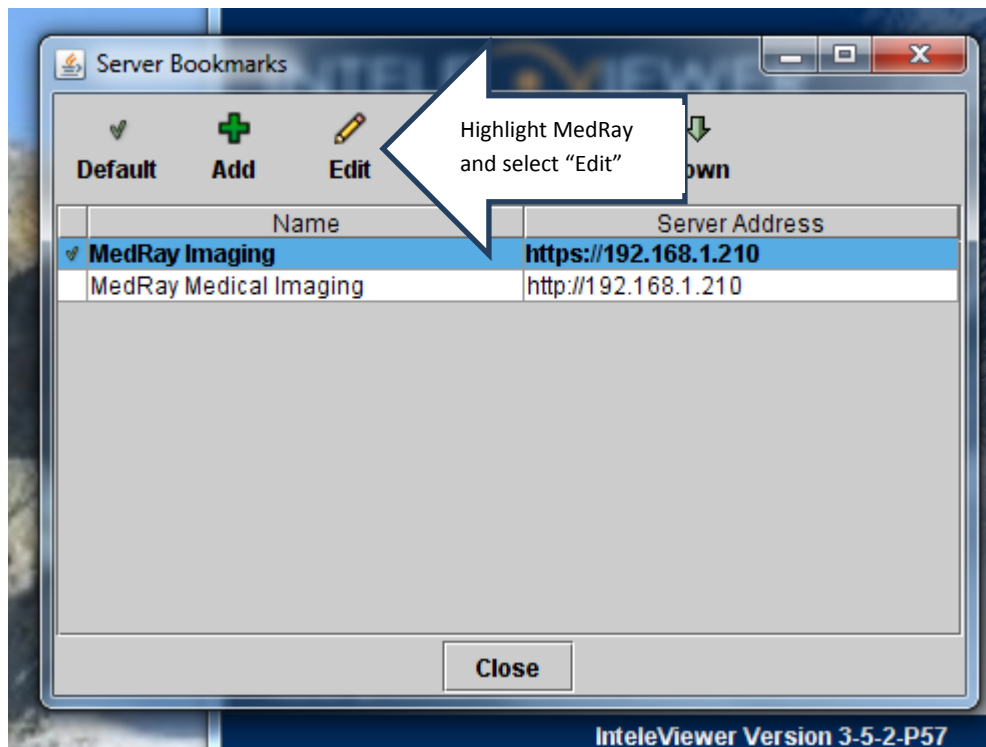 Server Bookmarks
Highlight MedRay
and select “Edit”
Default Add Edit
Name Server Address
MedRay Imaging https://192.168.1.210
MedRay Medical Imaging http://192.168.1.210
Close
InteleViewer Version 3-5-2-P57